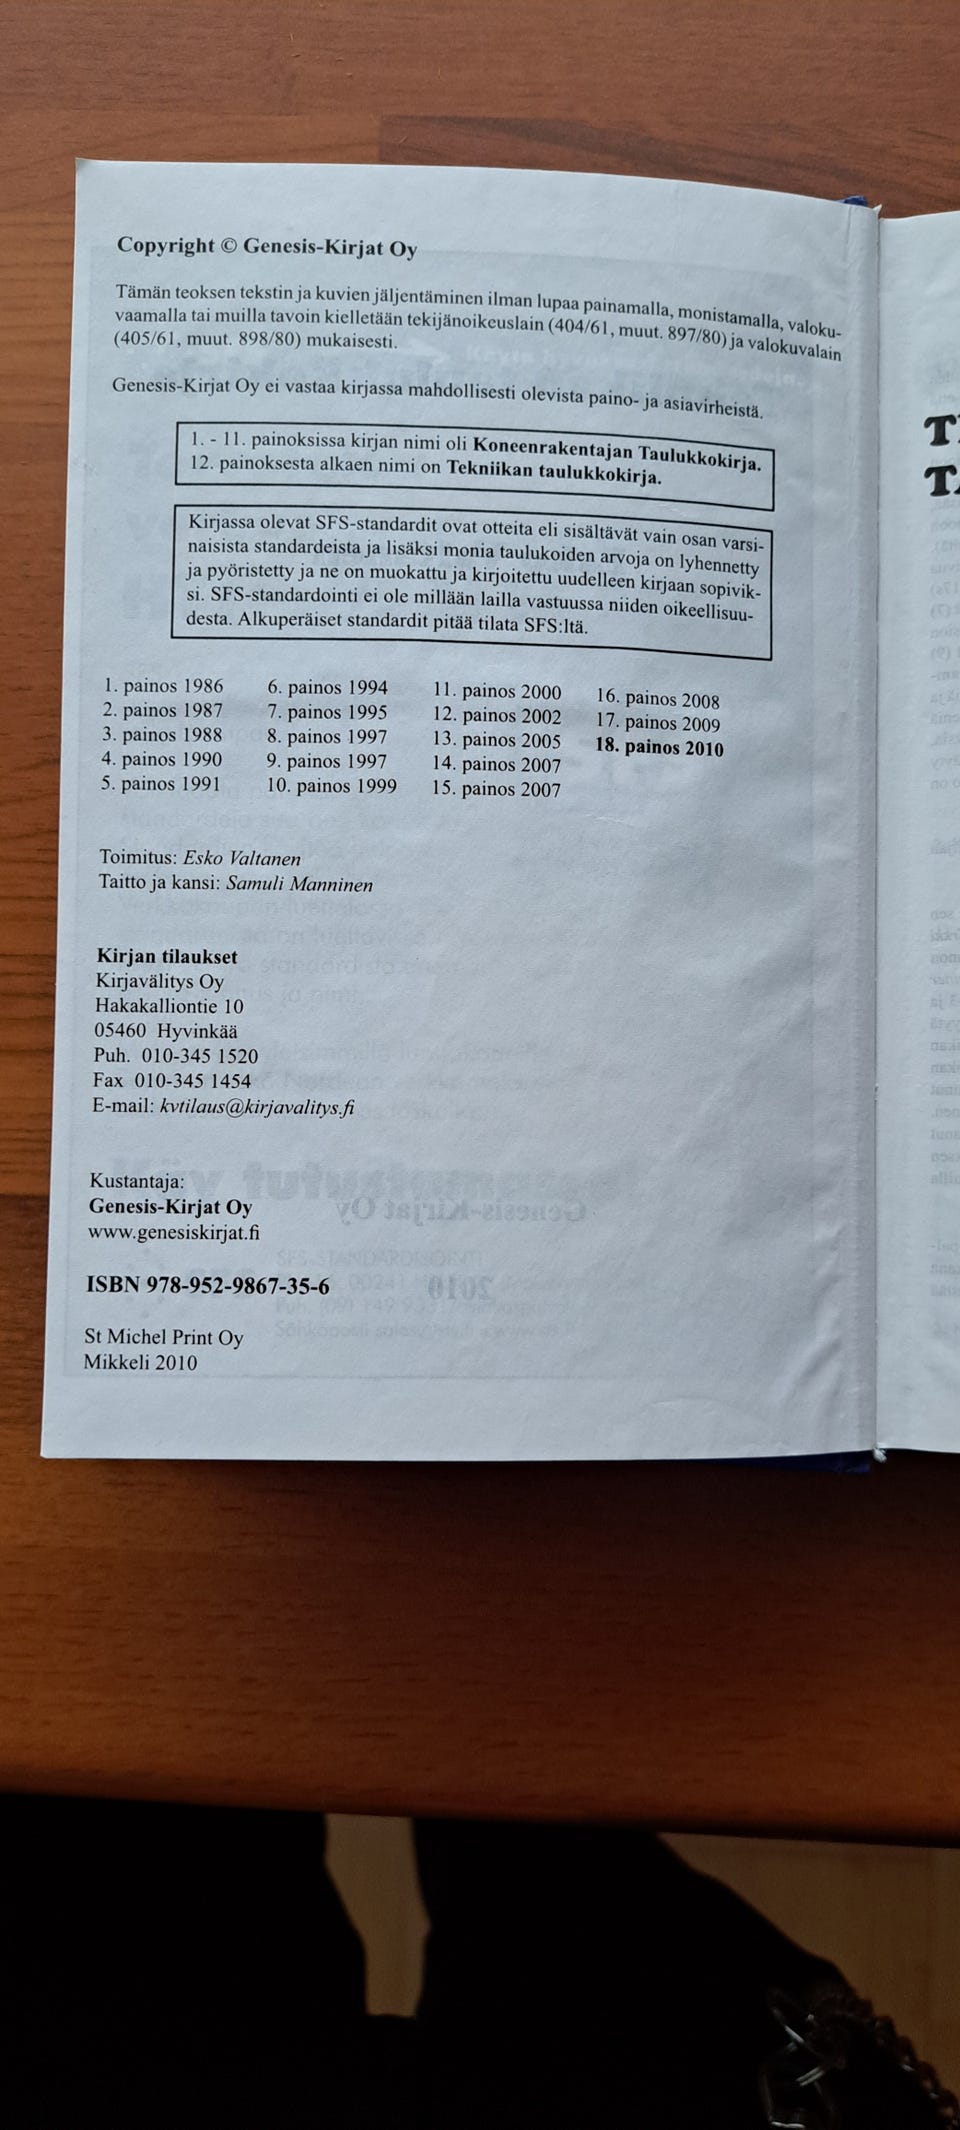 Copyright © Genesis-Kirjat Oy
Tämän teoksen tekstin ja kuvien jäljentäminen ilman lupaa painamalla, monistamalla, valoku-
vaamalla tai muilla tavoin kielletään tekijänoikeuslain (404/61, muut. 897/80) ja valokuvalain
(405/61, muut. 898/80) mukaisesti.
Genesis-Kirjat Oy ei vastaa kirjassa mahdollisesti olevista paino- ja asiavirheistä.
1. - 11. painoksissa kirjan nimi oli Koneenrakentajan Taulukkokirja.
12. painoksesta alkaen nimi on Tekniikan taulukkokirja.
Kirjassa olevat SFS-standardit ovat otteita eli sisältävät vain osan varsi-
naisista standardeista ja lisäksi monia taulukoiden arvoja on lyhennetty
ja pyöristetty ja ne on muokattu ja kirjoitettu uudelleen kirjaan sopivik-
si. SFS-standardointi ei ole millään lailla vastuussa niiden oikeellisuu-
desta. Alkuperäiset standardit pitää tilata SFS:ltä.
1. painos 1986
2. painos 1987
3. painos 1988
4. painos 1990
5. painos 1991
6. painos 1994
7. painos 1995
8. painos 1997
9. painos 1997
10. painos 1999
11. painos 2000
12. painos 2002
13. painos 2005
14. painos 2007
15. painos 2007
16. painos 2008
17. painos 2009
18. painos 2010
Toimitus: Esko Valtanen
Taitto ja kansi: Samuli Manninen
Kirjan tilaukset
Kirjavälitys Oy
Hakakalliontie 10
05460 Hyvinkää
Puh. 010-345 1520
Fax 010-345 1454
E-mail: kvtilaus@kirjavalitys.fi
Kustantaja:
Genesis-Kirjat Oy
www.genesiskirjat.fi
ISBN 978-952-9867-35-6
St Michel Print Oy
Mikkeli 2010